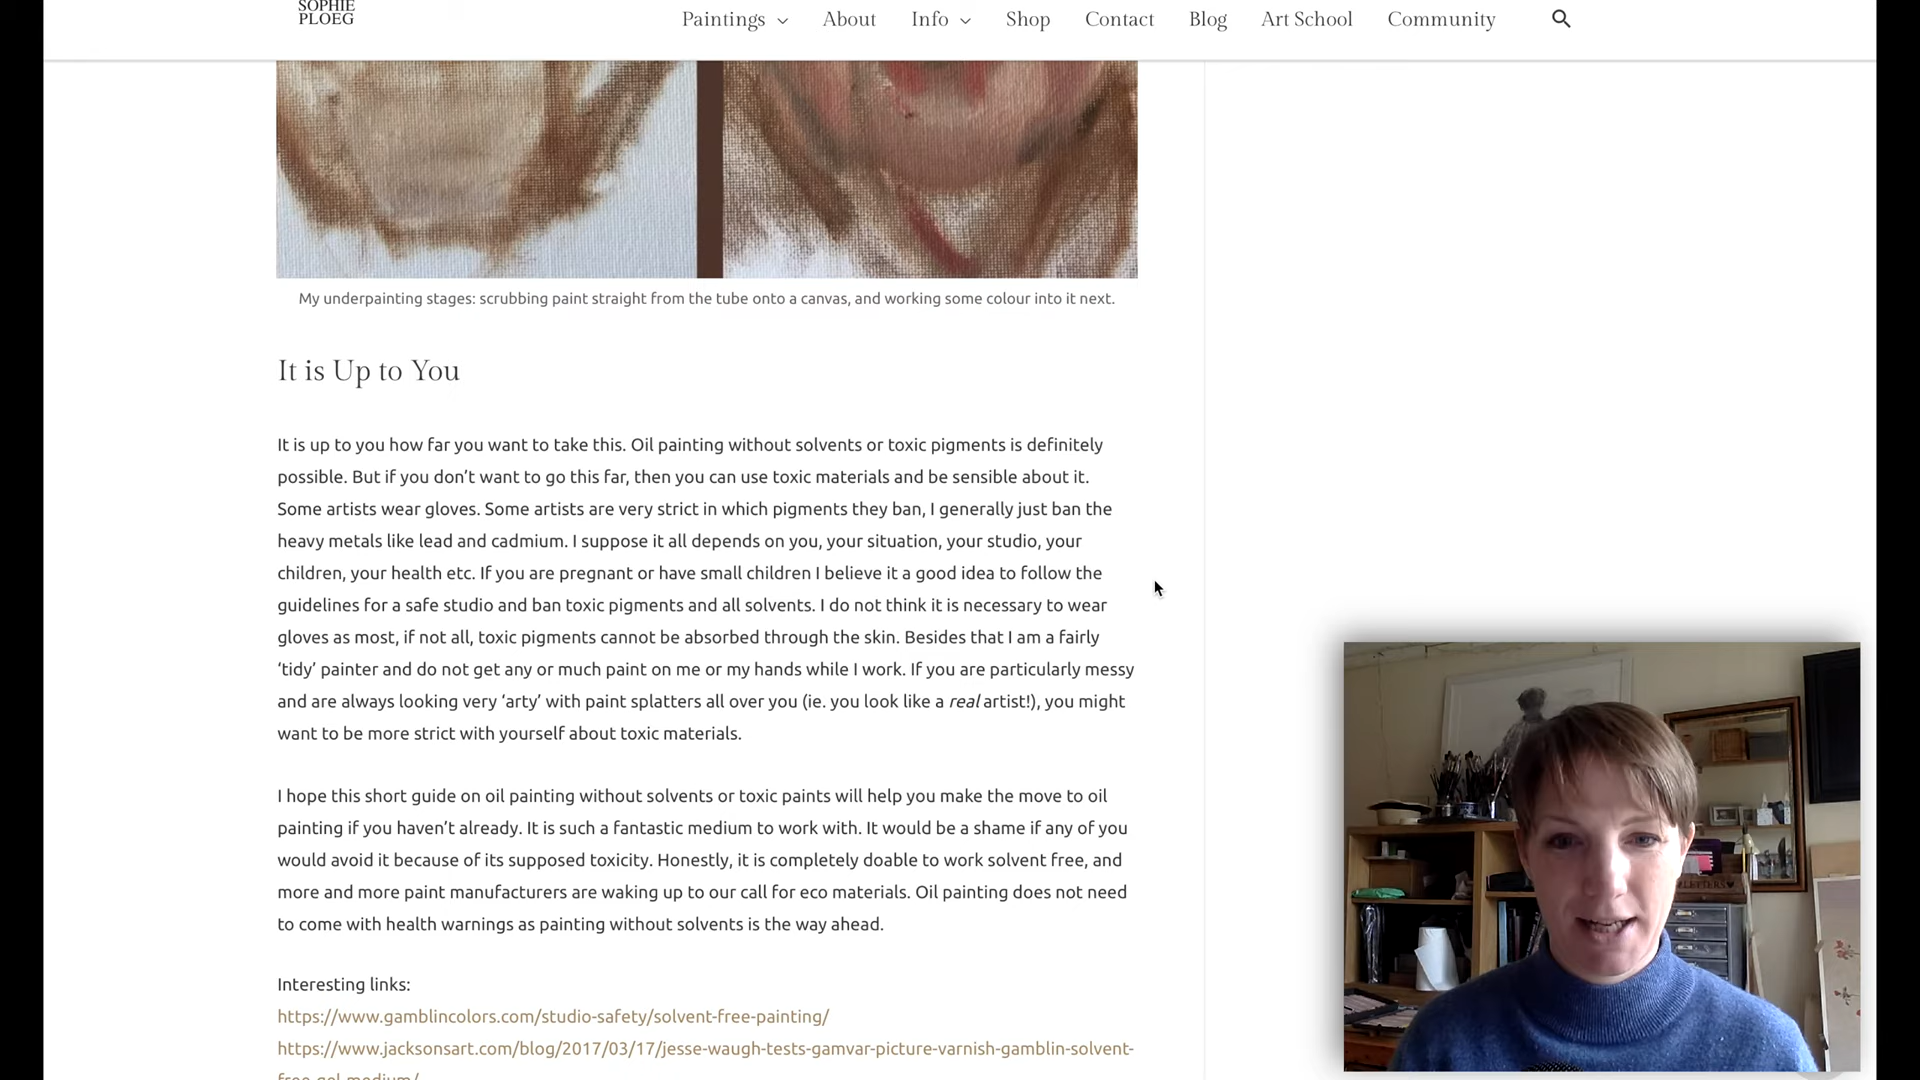 SOPHIE
PLOEG
Paintings
About
Info
Shop
Contact
Blog
Art School
Community
My underpainting stages: scrubbing paint straight from the tube onto a canvas, and working some colour into it next.
It is Up to You
It is up to you how far you want to take this. Oil painting without solvents or toxic pigments is definitely
possible. But if you don’t want to go this far, then you can use toxic materials and be sensible about it.
Some artists wear gloves. Some artists are very strict in which pigments they ban, I generally just ban the
heavy metals like lead and cadmium. I suppose it all depends on you, your situation, your studio, your
children, your health etc. If you are pregnant or have small children I believe it a good idea to follow the
guidelines for a safe studio and ban toxic pigments and all solvents. I do not think it is necessary to wear
gloves as most, if not all, toxic pigments cannot be absorbed through the skin. Besides that I am a fairly
‘tidy’ painter and do not get any or much paint on me or my hands while I work. If you are particularly messy
and are always looking very ‘arty’ with paint splatters all over you (ie. you look like a real artist!), you might
want to be more strict with yourself about toxic materials.
I hope this short guide on oil painting without solvents or toxic paints will help you make the move to oil
painting if you haven’t already. It is such a fantastic medium to work with. It would be a shame if any of you
would avoid it because of its supposed toxicity. Honestly, it is completely doable to work solvent free, and
more and more paint manufacturers are waking up to our call for eco materials. Oil painting does not need
to come with health warnings as painting without solvents is the way ahead.
Interesting links:
https://www.gamblincolors.com/studio-safety/solvent-free-painting/
https://www.jacksonsart.com/blog/2017/03/17/jesse-waugh-tests-gamvar-picture-varnish-gamblin-solvent-
free-gel-medium/